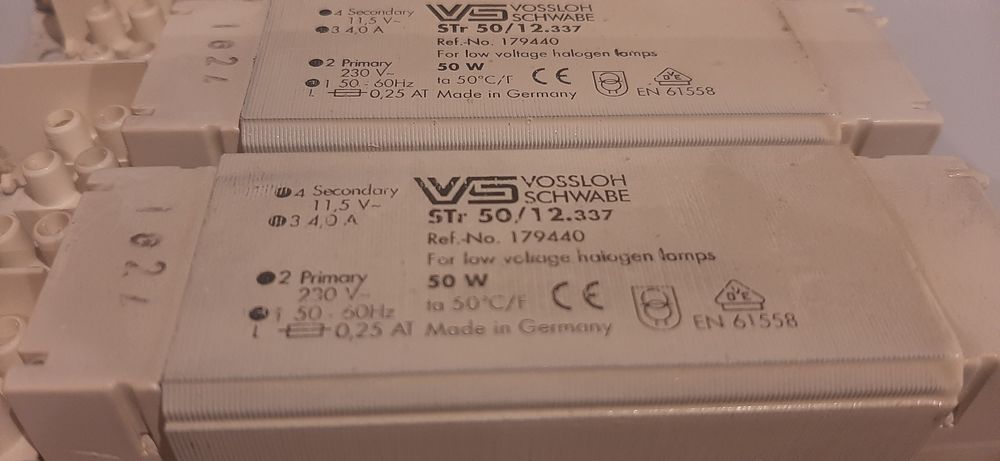 4 Secondary
11,5 V~
3 4,0 A
2 Primary
230 V~
1 50 - 60Hz
L 0,25 AT
VS VOSSLOH
SCHWABE
STr 50/12.337
Ref.-No. 179440
For low voltage halogen lamps
50 W
ta 50°C/F CE
Made in Germany
VDE
EN 61558
4 Secondary
11,5 V~
3 4,0 A
2 Primary
230 V~
1 50 - 60Hz
L 0,25 AT
VS VOSSLOH
SCHWABE
STr 50/12.337
Ref.-No. 179440
For low voltage halogen lamps
50 W
ta 50°C/F CE
Made in Germany
VDE
EN 61558